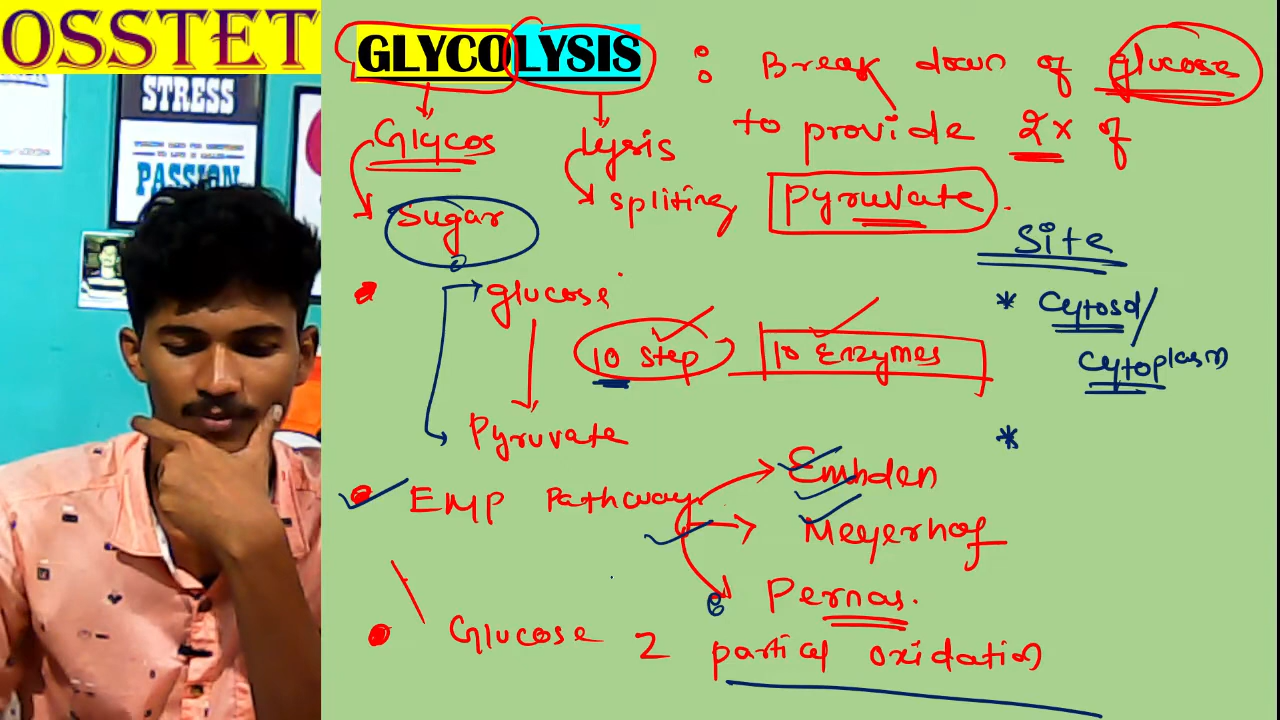 OSSTET
STRESS
PASSION
GLYCOLYSIS : Break down of glucose
to provide 2x of
pyruvate.
Glycos
Sugar
Lysis
spliting
glucose
10 Step
10 Enzymes
Pyruvate
Site
* Cytosol/
Cytoplasm
*
EMP Pathway
Embden
Meyerhof
Pernas.
Glucose 2 partial oxidation